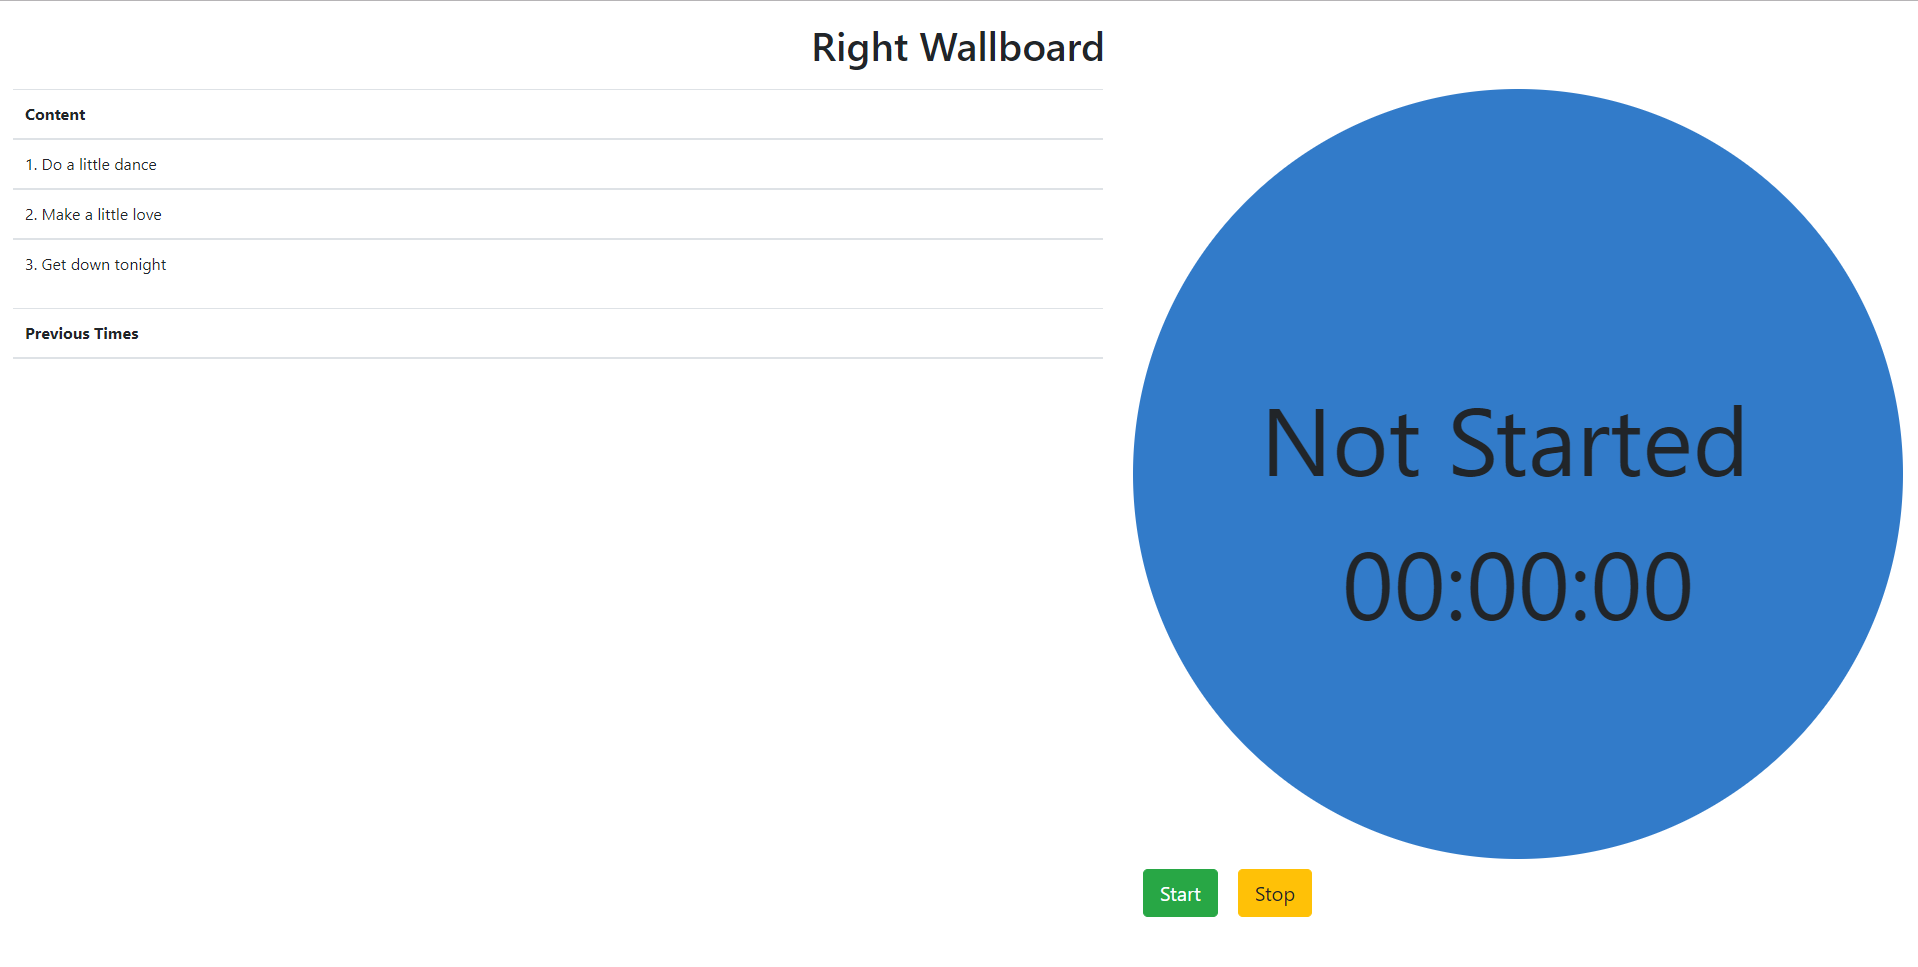 Right Wallboard
Content
1. Do a little dance
2. Make a little love
3. Get down tonight
Previous Times
Not Started
00:00:00
Start
Stop